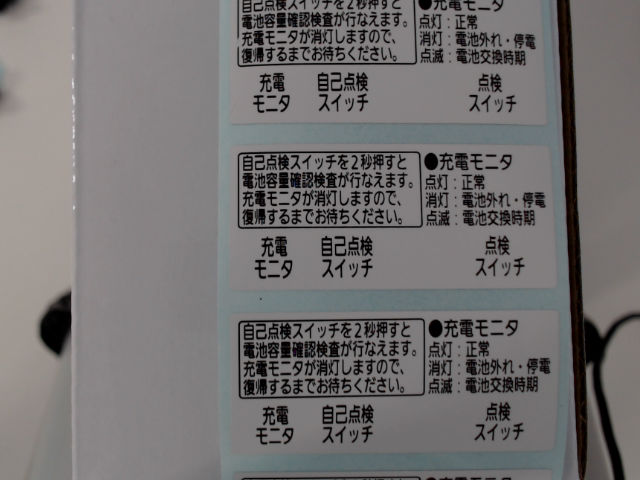 自己点検スイッチを2秒押すと
電池容量確認検査が行なえます。
充電モニタが消灯しますので、
復帰するまでお待ちください。
●充電モニタ
点灯：正常
消灯：電池外れ・停電
点滅：電池交換時期
充電
モニタ
自己点検
スイッチ
点検
スイッチ
自己点検スイッチを2秒押すと
電池容量確認検査が行なえます。
充電モニタが消灯しますので、
復帰するまでお待ちください。
●充電モニタ
点灯：正常
消灯：電池外れ・停電
点滅：電池交換時期
充電
モニタ
自己点検
スイッチ
点検
スイッチ
自己点検スイッチを2秒押すと
電池容量確認検査が行なえます。
充電モニタが消灯しますので、
復帰するまでお待ちください。
●充電モニタ
点灯：正常
消灯：電池外れ・停電
点滅：電池交換時期
充電
モニタ
自己点検
スイッチ
点検
スイッチ